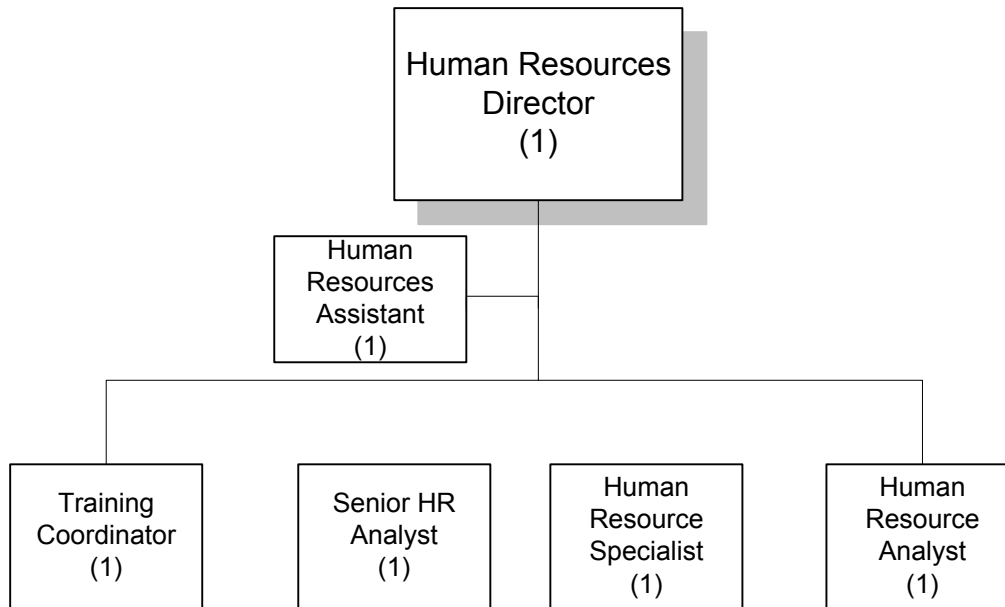 Human Resources
Director
(1)
Human
Resources
Assistant
(1)
Training
Coordinator
(1)
Senior HR
Analyst
(1)
Human
Resource
Specialist
(1)
Human
Resource
Analyst
(1)